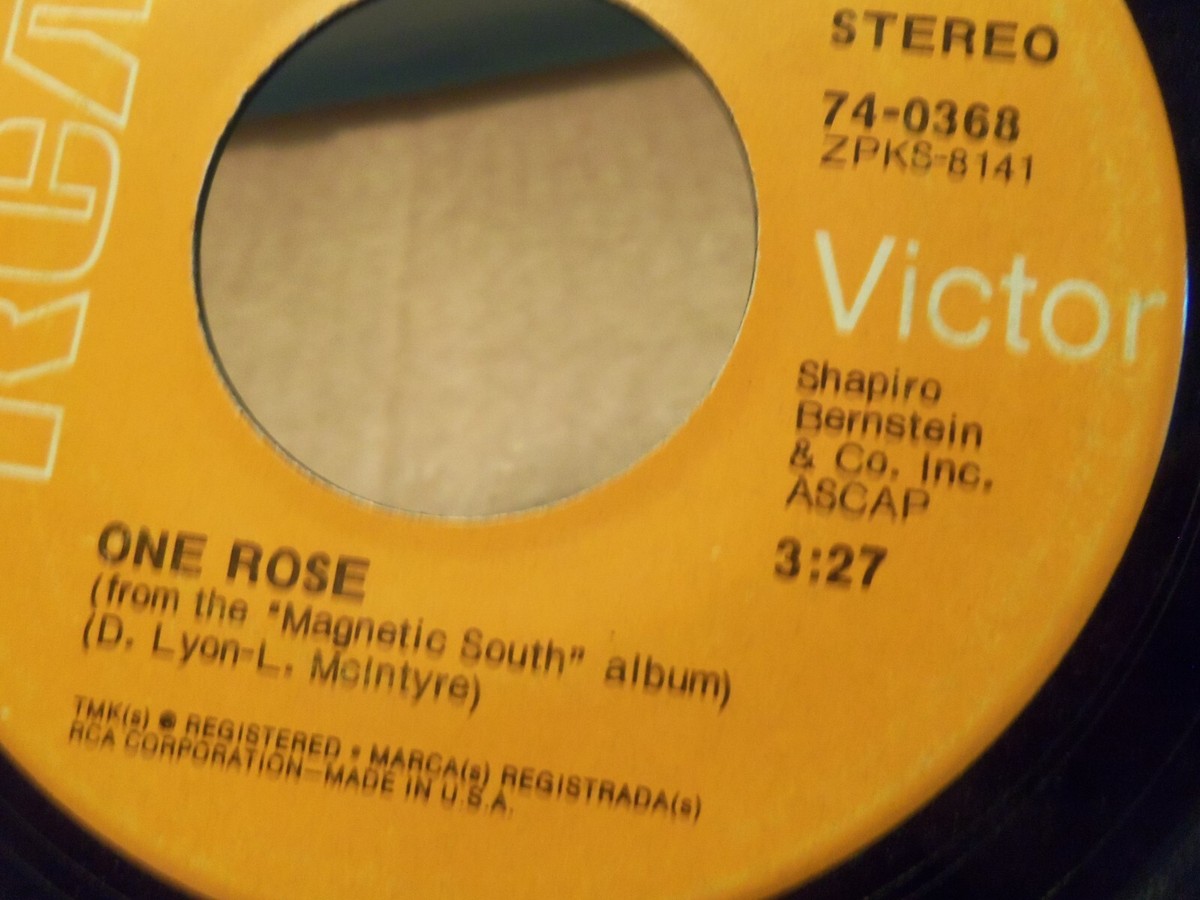 RCA
STEREO
74-0368
ZPKS-8141
Victor
Shapiro
Bernstein
& Co. Inc.
ASCAP
3:27
ONE ROSE
(from the "Magnetic South" album)
(D. Lyon-L. McIntyre)
TMK(s) ® REGISTERED • MARCA(s) REGISTRADA(s)
RCA CORPORATION—MADE IN U.S.A.